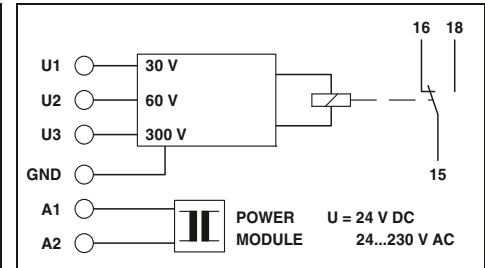 16 18
U1 30 V
U2 60 V
U3 300 V
GND
15
A1
A2
POWER U = 24 V DC
MODULE 24...230 V AC